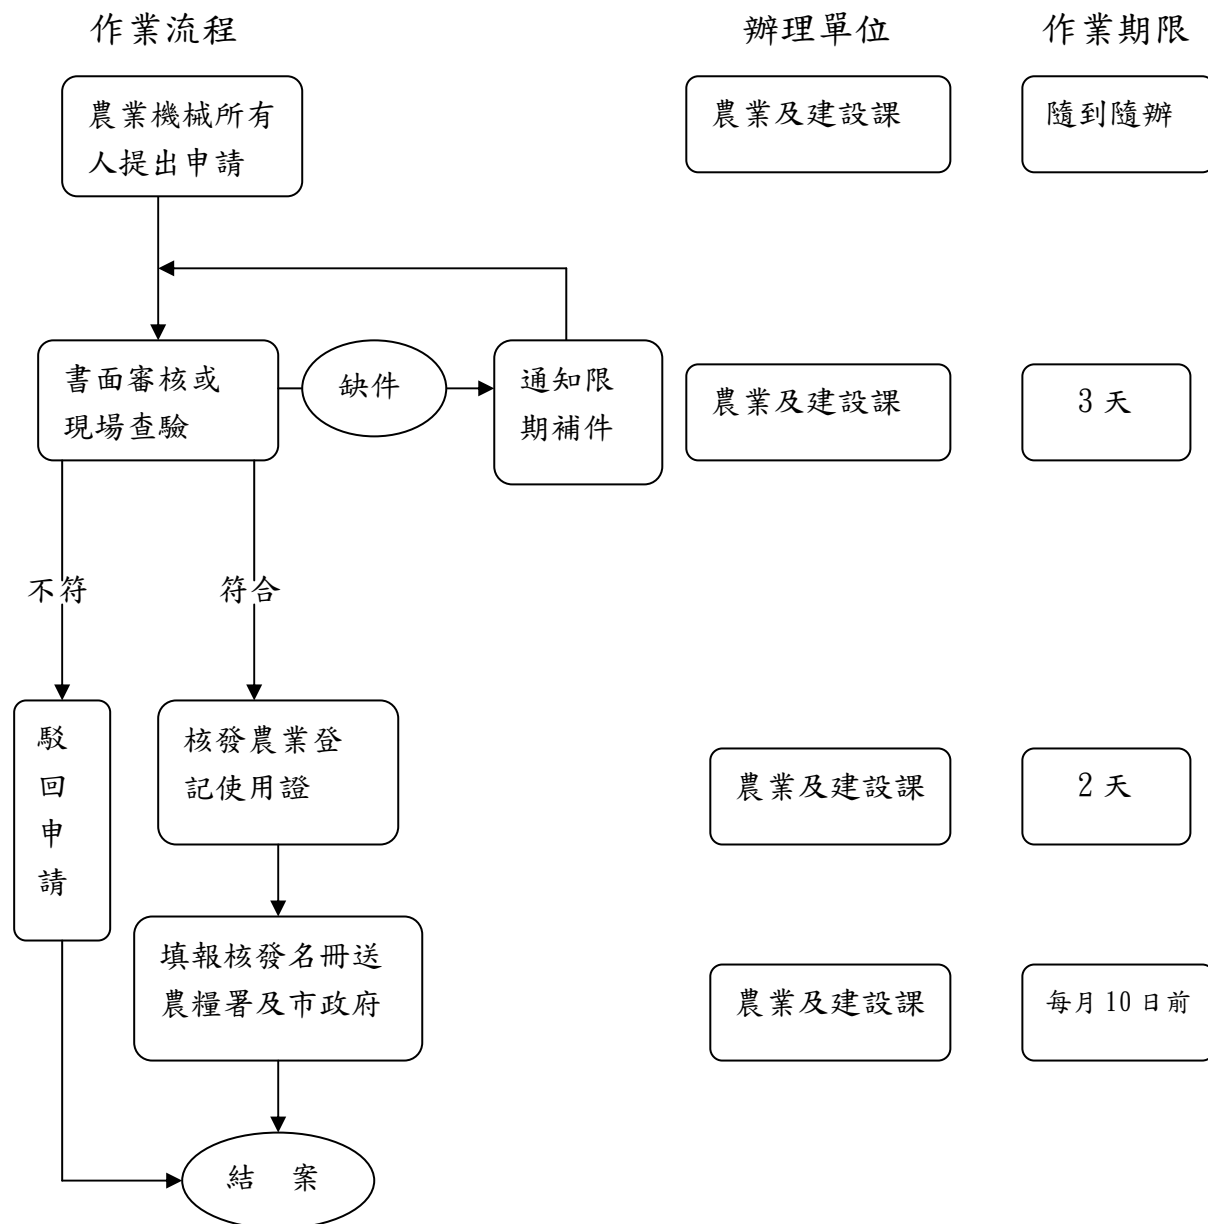 作業流程
辦理單位
作業期限
農業機械所有
人提出申請
農業及建設課
隨到隨辦
書面審核或
現場查驗
缺件
通知限
期補件
農業及建設課
3 天
不符
符合
駁
回
申
請
核發農業登
記使用證
農業及建設課
2 天
填報核發名冊送
農糧署及市政府
農業及建設課
每月 10 日前
結 案